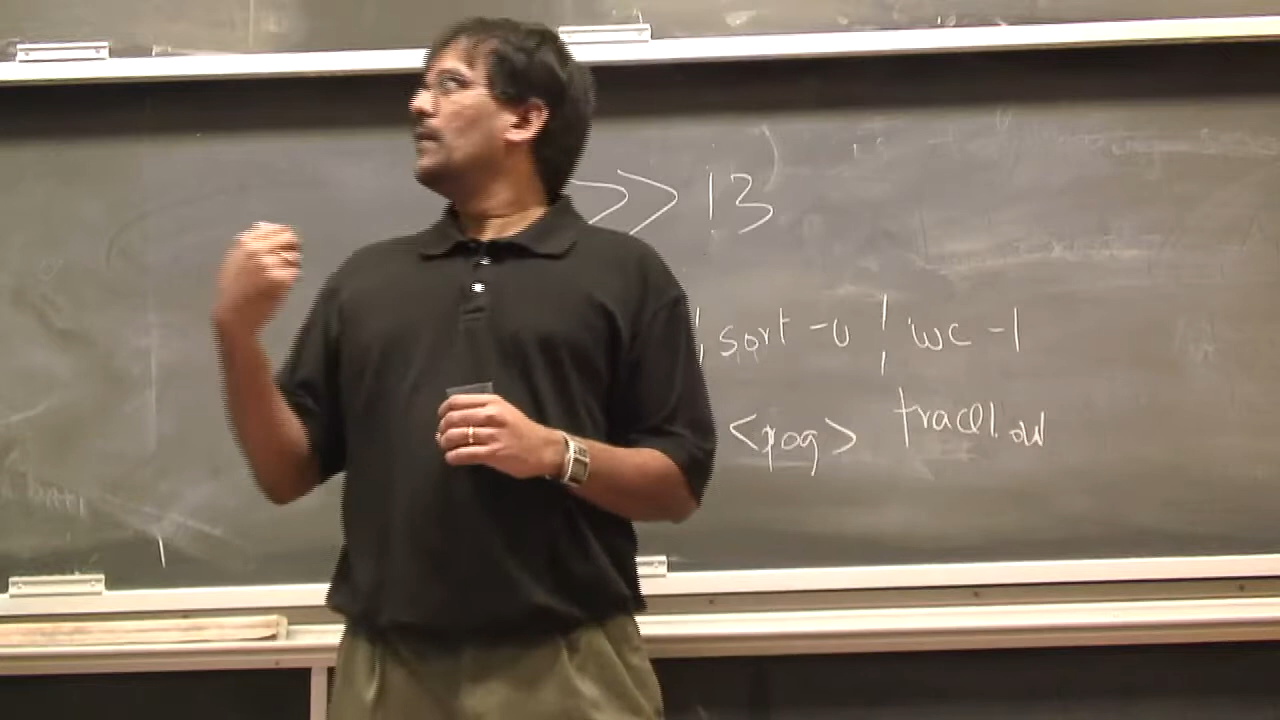 >> 13
| sort -u | wc -l
<prog> trace1.out